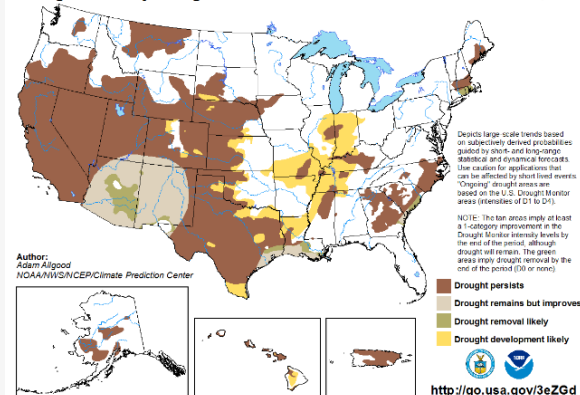 Depicts large-scale trends based
on subjectively derived probabilities
guided by short- and long-range
statistical and dynamical forecasts.
Use caution for applications that
can be affected by short lived events.
"Ongoing" drought areas are
based on the U.S. Drought Monitor
areas (intensities of D1 to D4).
NOTE: The tan areas imply at least
a 1-category improvement in the
Drought Monitor intensity levels by
the end of the period, although
drought will remain. The green
areas imply drought removal by the
end of the period (D0 or none).
Author:
Adam Allgood
NOAA/NWS/NCEP/Climate Prediction Center
Drought persists
Drought remains but improves
Drought removal likely
Drought development likely
http://go.usa.gov/3eZGd